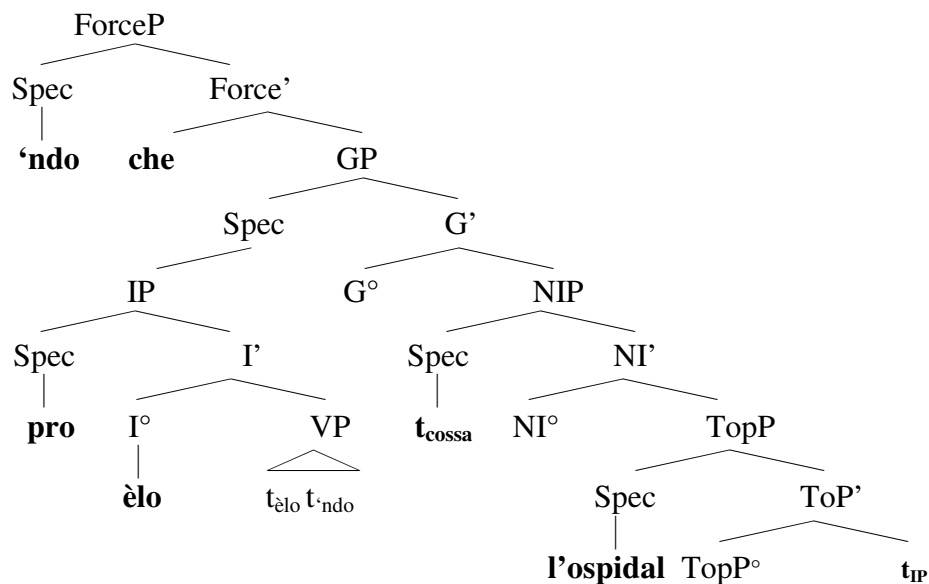 ForceP
Spec Force’
‘ndo che GP
Spec G’
IP G° NIP
Spec I’ Spec NI’
pro I° VP tcossa NI° TopP
èlo tèlo t‘ndo Spec ToP’
l’ospidal TopP° tIP